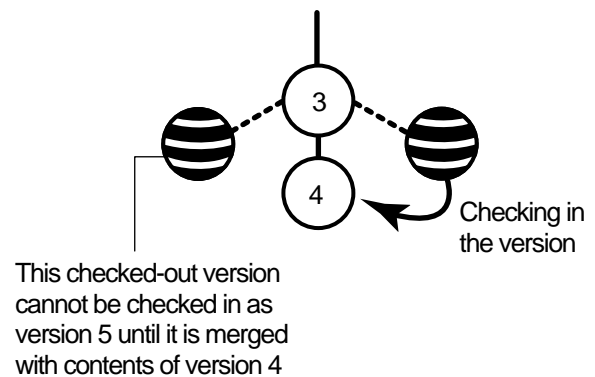 3
4
Checking in
the version
This checked-out version
cannot be checked in as
version 5 until it is merged
with contents of version 4